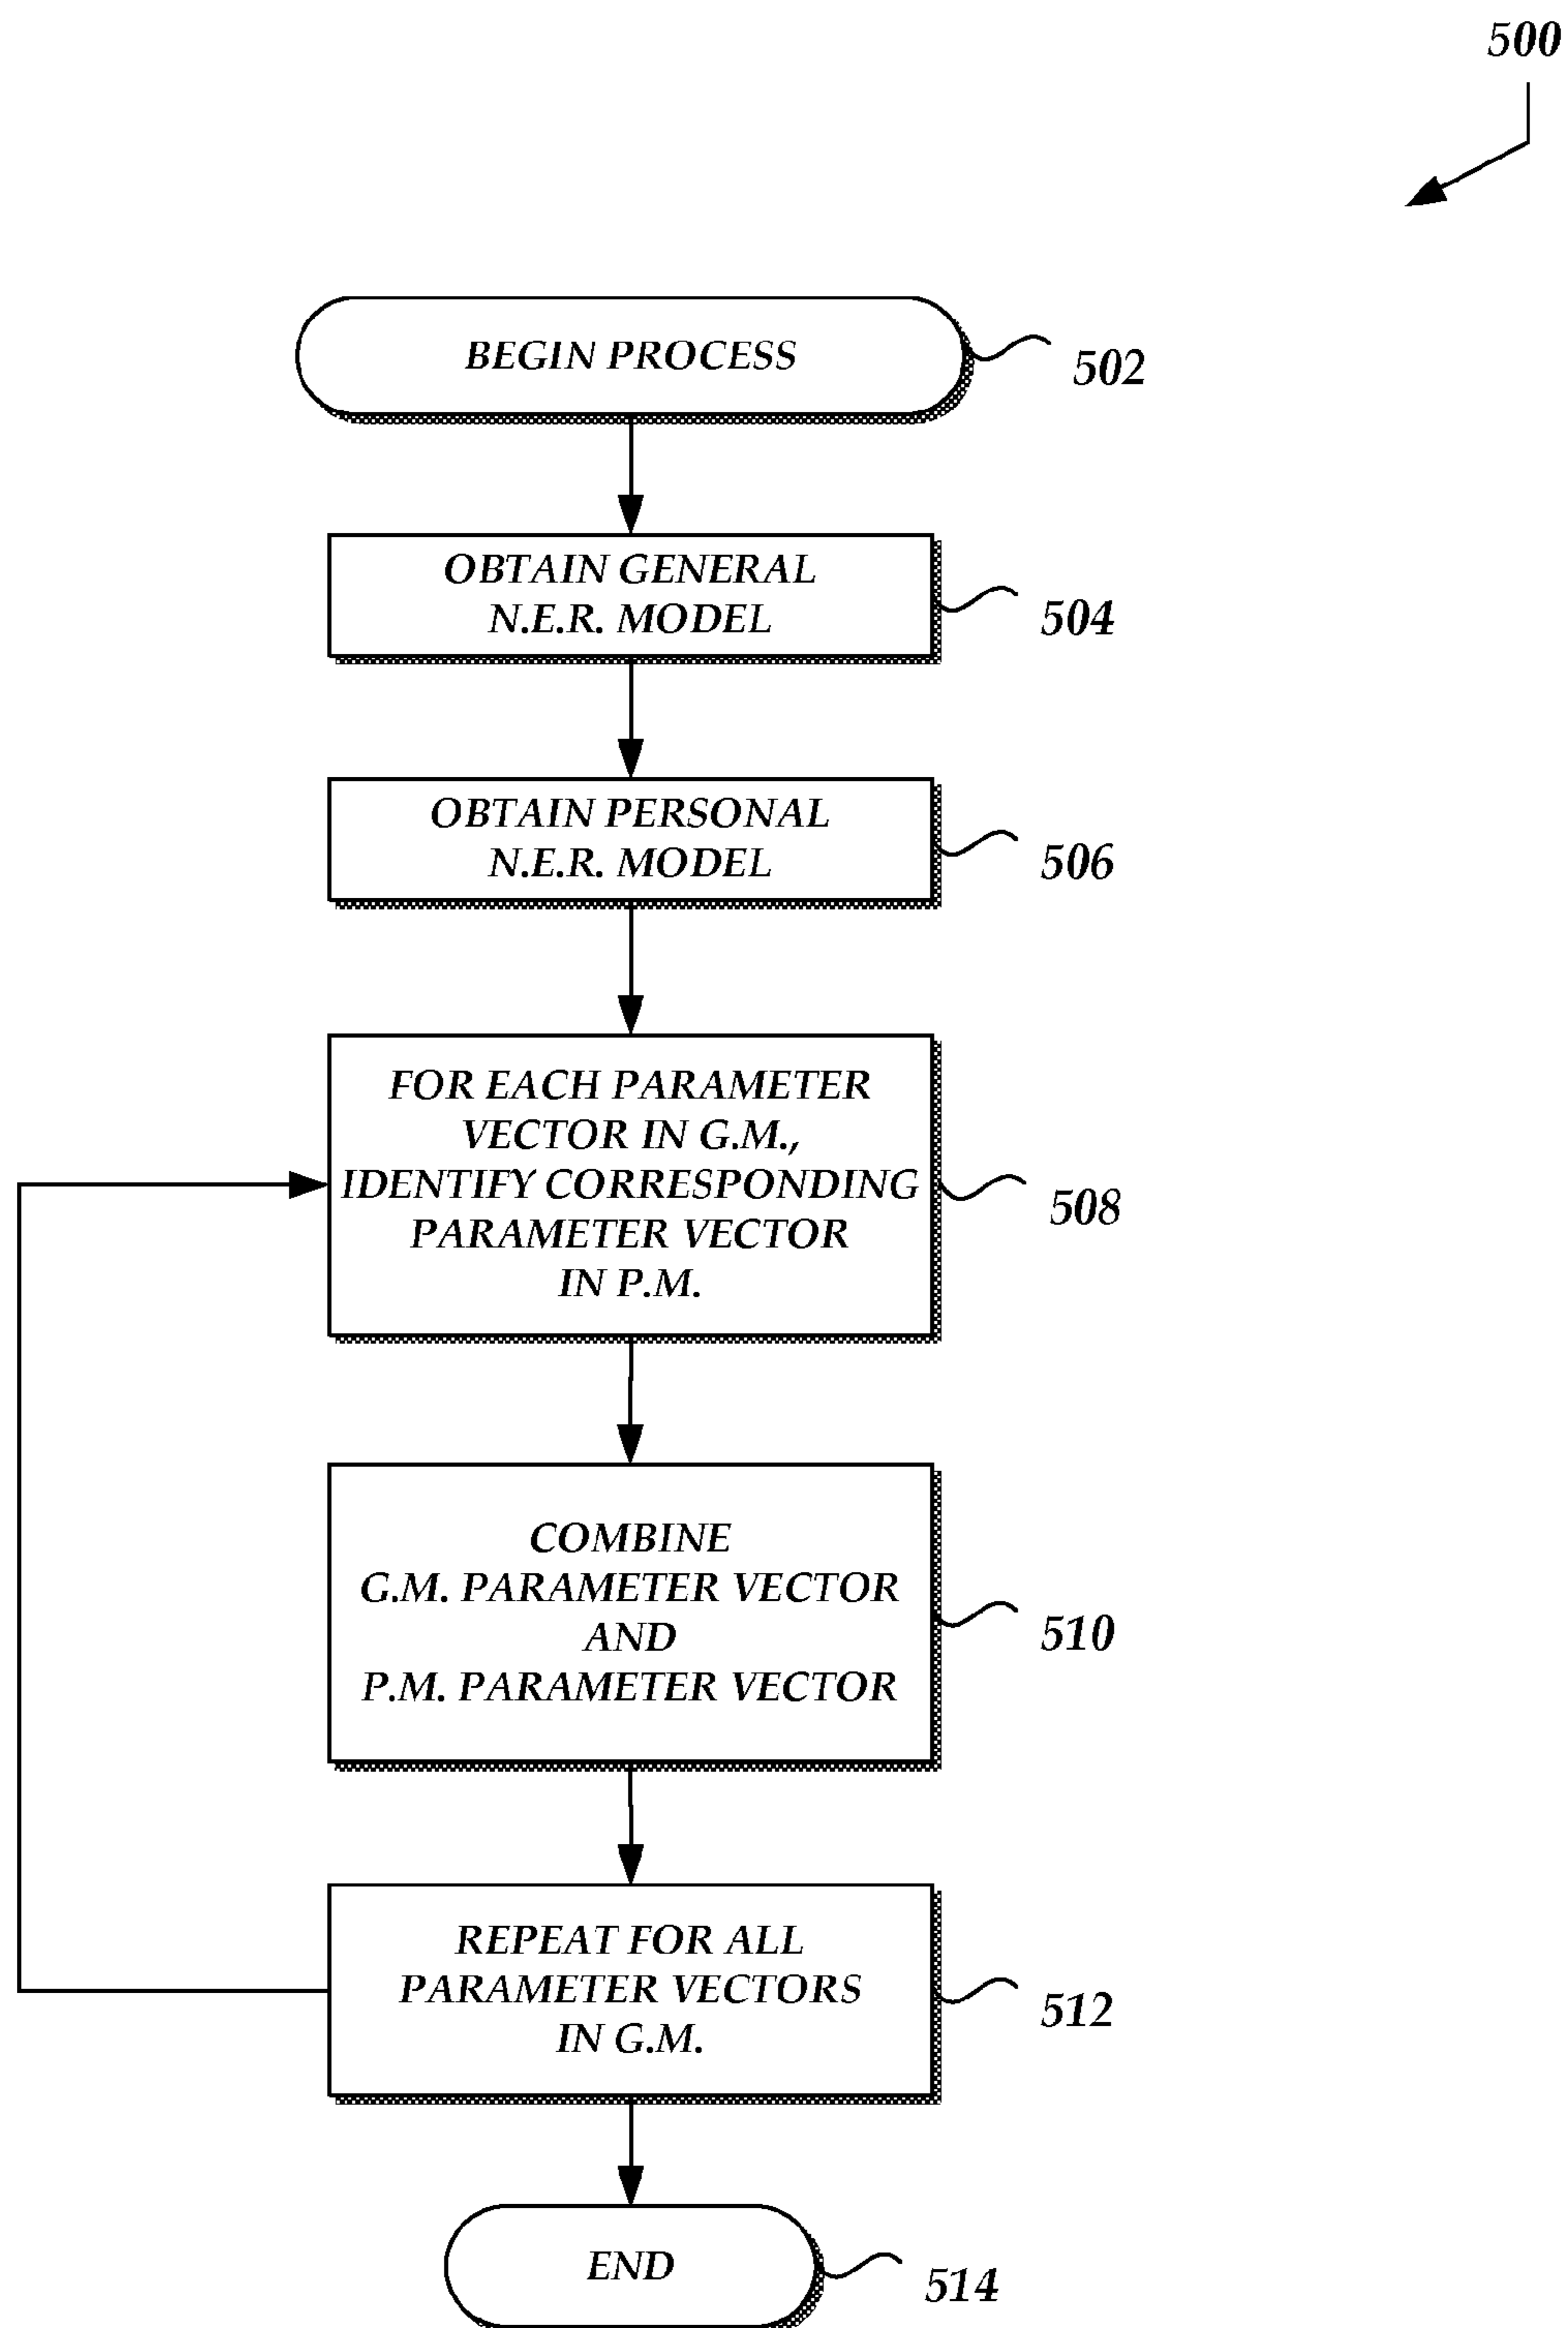 500
BEGIN PROCESS
502
OBTAIN GENERAL
N.E.R. MODEL
504
OBTAIN PERSONAL
N.E.R. MODEL
506
FOR EACH PARAMETER
VECTOR IN G.M.,
IDENTIFY CORRESPONDING
PARAMETER VECTOR
IN P.M.
508
COMBINE
G.M. PARAMETER VECTOR
AND
P.M. PARAMETER VECTOR
510
REPEAT FOR ALL
PARAMETER VECTORS
IN G.M.
512
END
514